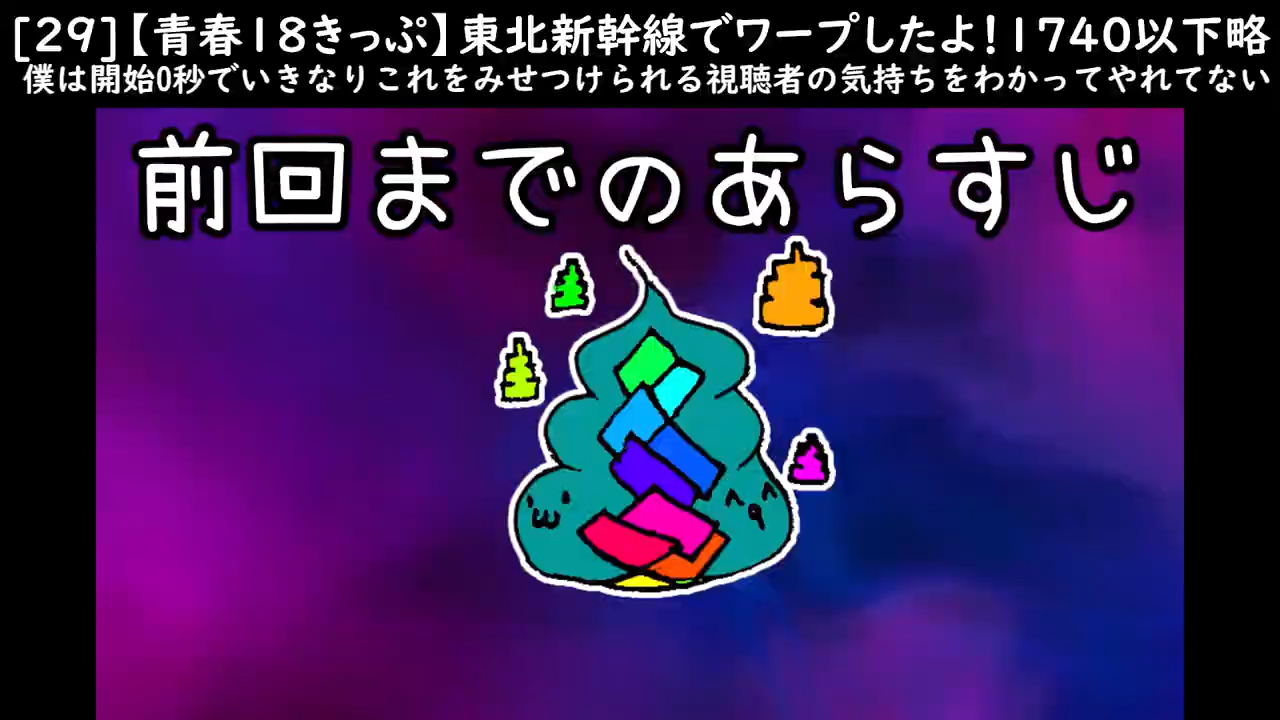 [29]【青春18きっぷ】東北新幹線でワープしたよ!1740以下略
僕は開始0秒でいきなりこれをみせつけられる視聴者の気持ちをわかってやれてない
前回までのあらすじ